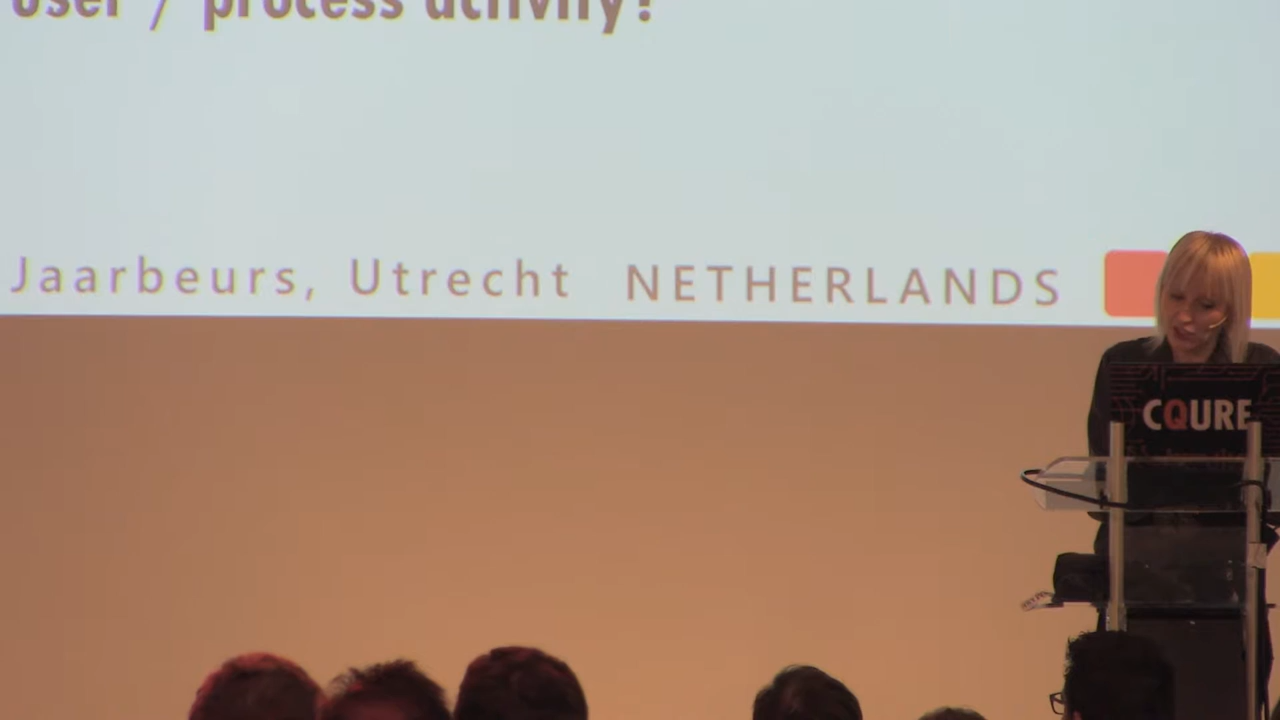 user / process activity?
Jaarbeurs, Utrecht NETHERLANDS
CQURE